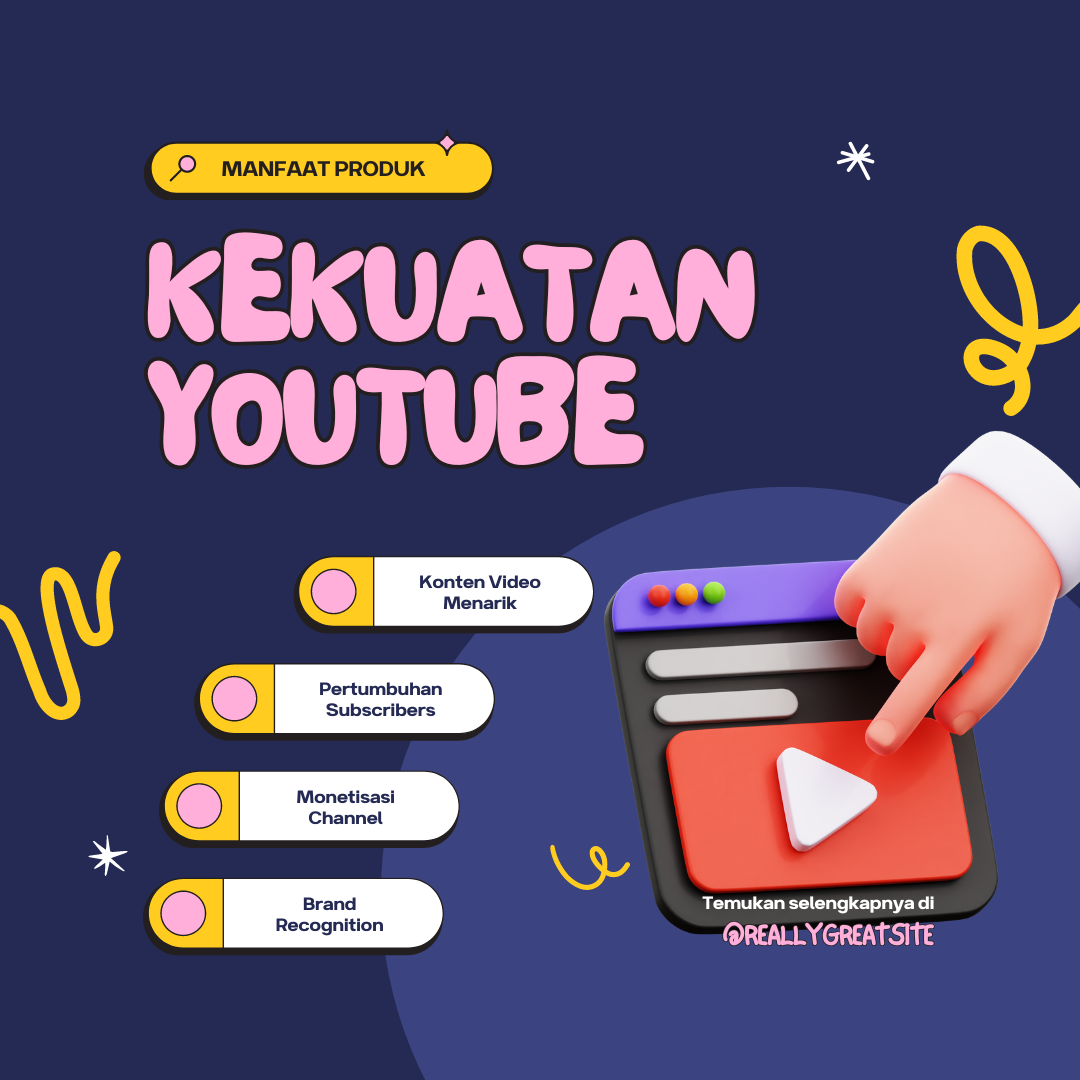 MANFAAT PRODUK
KEKUATAN
YOUTUBE
Konten Video
Menarik
Pertumbuhan
Subscribers
Monetisasi
Channel
Brand
Recognition
Temukan selengkapnya di
@REALLYGREATSITE